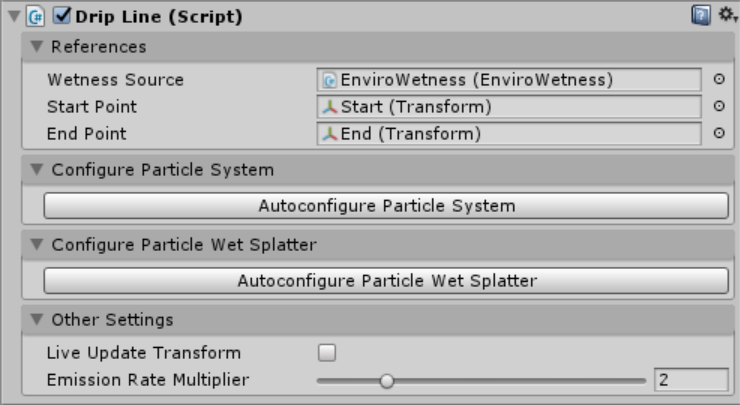 Drip Line (Script)
References
Wetness Source EnviroWetness (EnviroWetness)
Start Point Start (Transform)
End Point End (Transform)
Configure Particle System
Autoconfigure Particle System
Configure Particle Wet Splatter
Autoconfigure Particle Wet Splatter
Other Settings
Live Update Transform
Emission Rate Multiplier 2